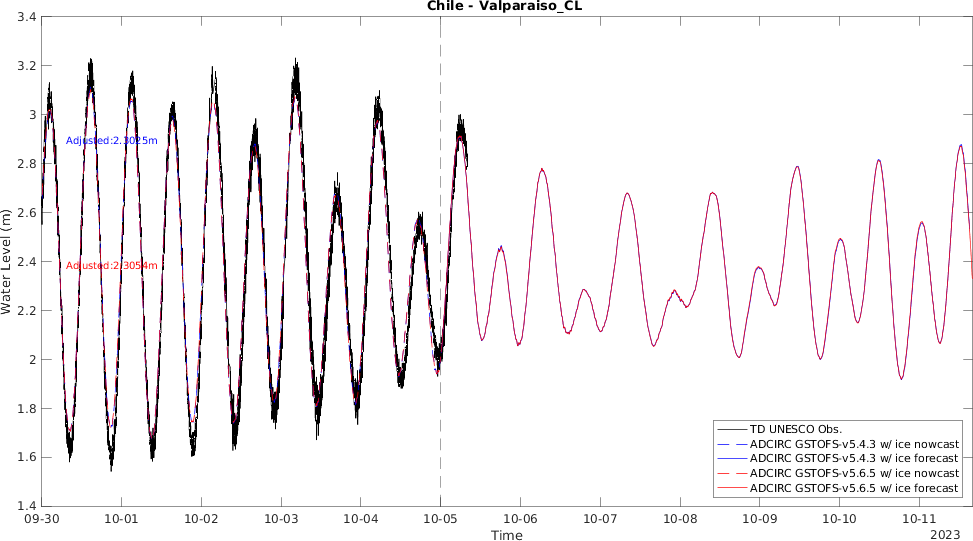 Chile - Valparaiso_CL
3.4
3.2
3
2.8
2.6
2.4
2.2
2
1.8
1.6
1.4
Water Level (m)
Adjusted:2.3025m
Adjusted:2.3054m
TD UNESCO Obs.
ADCIRC GSTOFS-v5.4.3 w/ ice nowcast
ADCIRC GSTOFS-v5.4.3 w/ ice forecast
ADCIRC GSTOFS-v5.6.5 w/ ice nowcast
ADCIRC GSTOFS-v5.6.5 w/ ice forecast
09-30 10-01 10-02 10-03 10-04 10-05 10-06 10-07 10-08 10-09 10-10 10-11
2023
Time